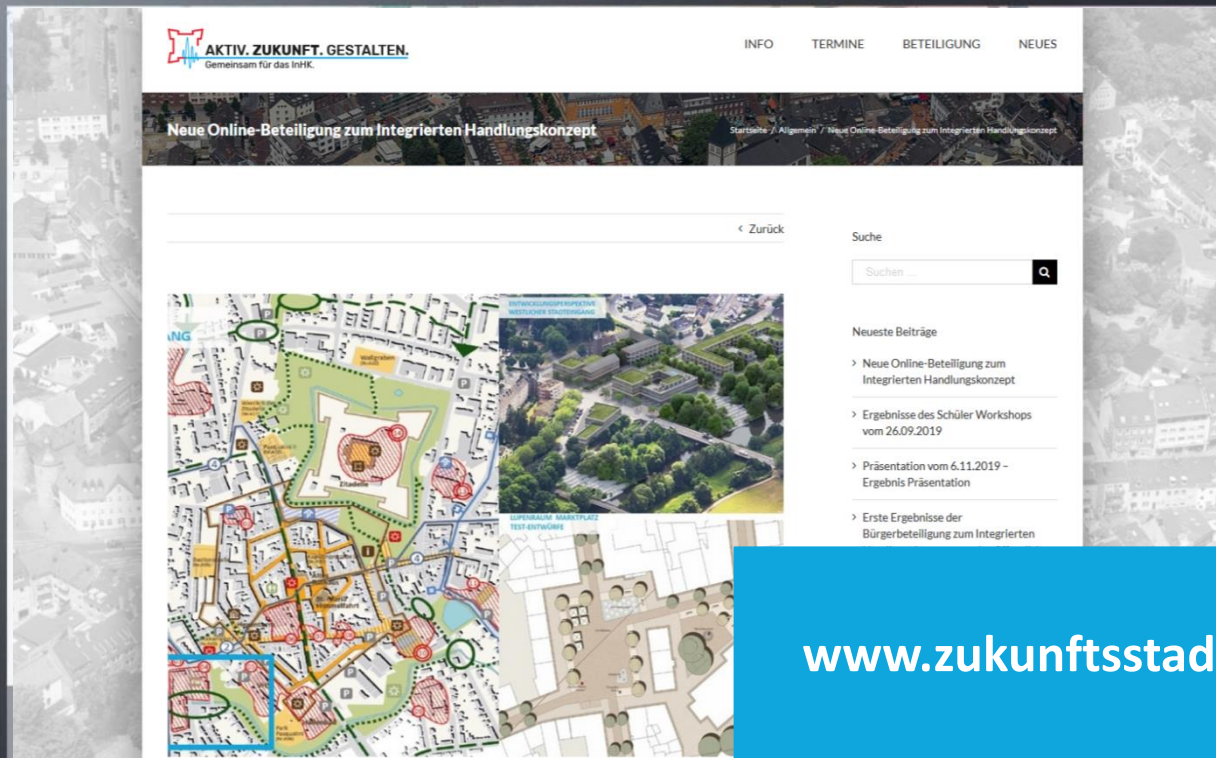 AKTIV. ZUKUNFT. GESTALTEN.
Gemeinsam für das InHK.
INFO TERMINE BETEILIGUNG NEUES
Neue Online-Beteiligung zum Integrierten Handlungskonzept
Startseite / Allgemein / Neue Online-Beteiligung zum Integrierten Handlungskonzept
‹ Zurück
Suche
Suchen ...
Neueste Beiträge
› Neue Online-Beteiligung zum
Integrierten Handlungskonzept
› Ergebnisse des Schüler Workshops
vom 26.09.2019
› Präsentation vom 6.11.2019 –
Ergebnis Präsentation
› Erste Ergebnisse der
Bürgerbeteiligung zum Integrierten
ENTWICKLUNGSPERSPEKTIVE
WESTLICHER STADTEINGANG
LUPENRAUM MARKTPLATZ
TEST-ENTWÜRFE
ANG
Wallgraben
Zitadelle
www.zukunftsstad